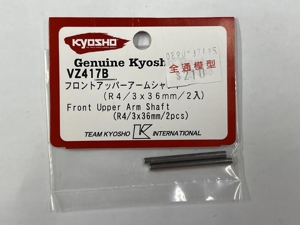 KYOSHO
Genuine Kyosho
VZ417B
全通模型
フロントアッパーアームシャフト
(R4/3x36mm/2入)
Front Upper Arm Shaft
(R4/3x36mm/2pcs)
TEAM KYOSHO K INTERNATIONAL